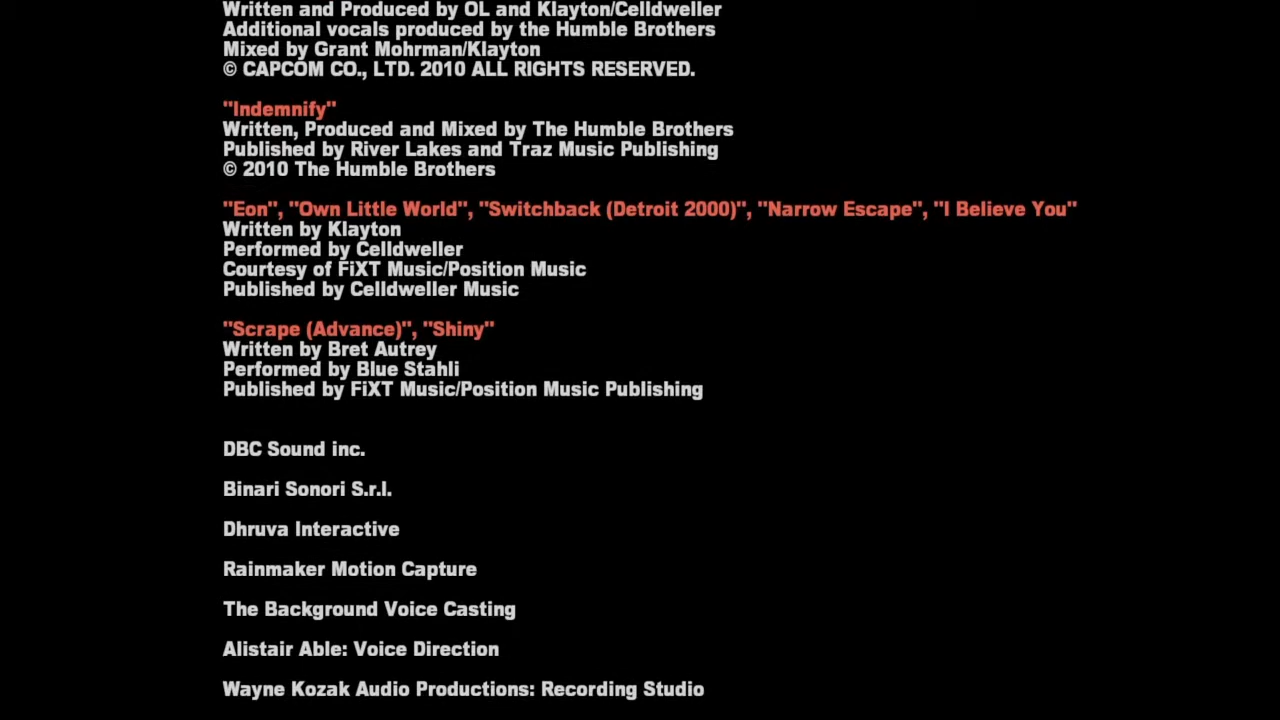 Written and Produced by OL and Klayton/Celldweller
Additional vocals produced by the Humble Brothers
Mixed by Grant Mohrman/Klayton
© CAPCOM CO., LTD. 2010 ALL RIGHTS RESERVED.
"Indemnify"
Written, Produced and Mixed by The Humble Brothers
Published by River Lakes and Traz Music Publishing
© 2010 The Humble Brothers
"Eon", "Own Little World", "Switchback (Detroit 2000)", "Narrow Escape", "I Believe You"
Written by Klayton
Performed by Celldweller
Courtesy of FiXT Music/Position Music
Published by Celldweller Music
"Scrape (Advance)", "Shiny"
Written by Bret Autrey
Performed by Blue Stahli
Published by FiXT Music/Position Music Publishing
DBC Sound inc.
Binari Sonori S.r.l.
Dhruva Interactive
Rainmaker Motion Capture
The Background Voice Casting
Alistair Able: Voice Direction
Wayne Kozak Audio Productions: Recording Studio